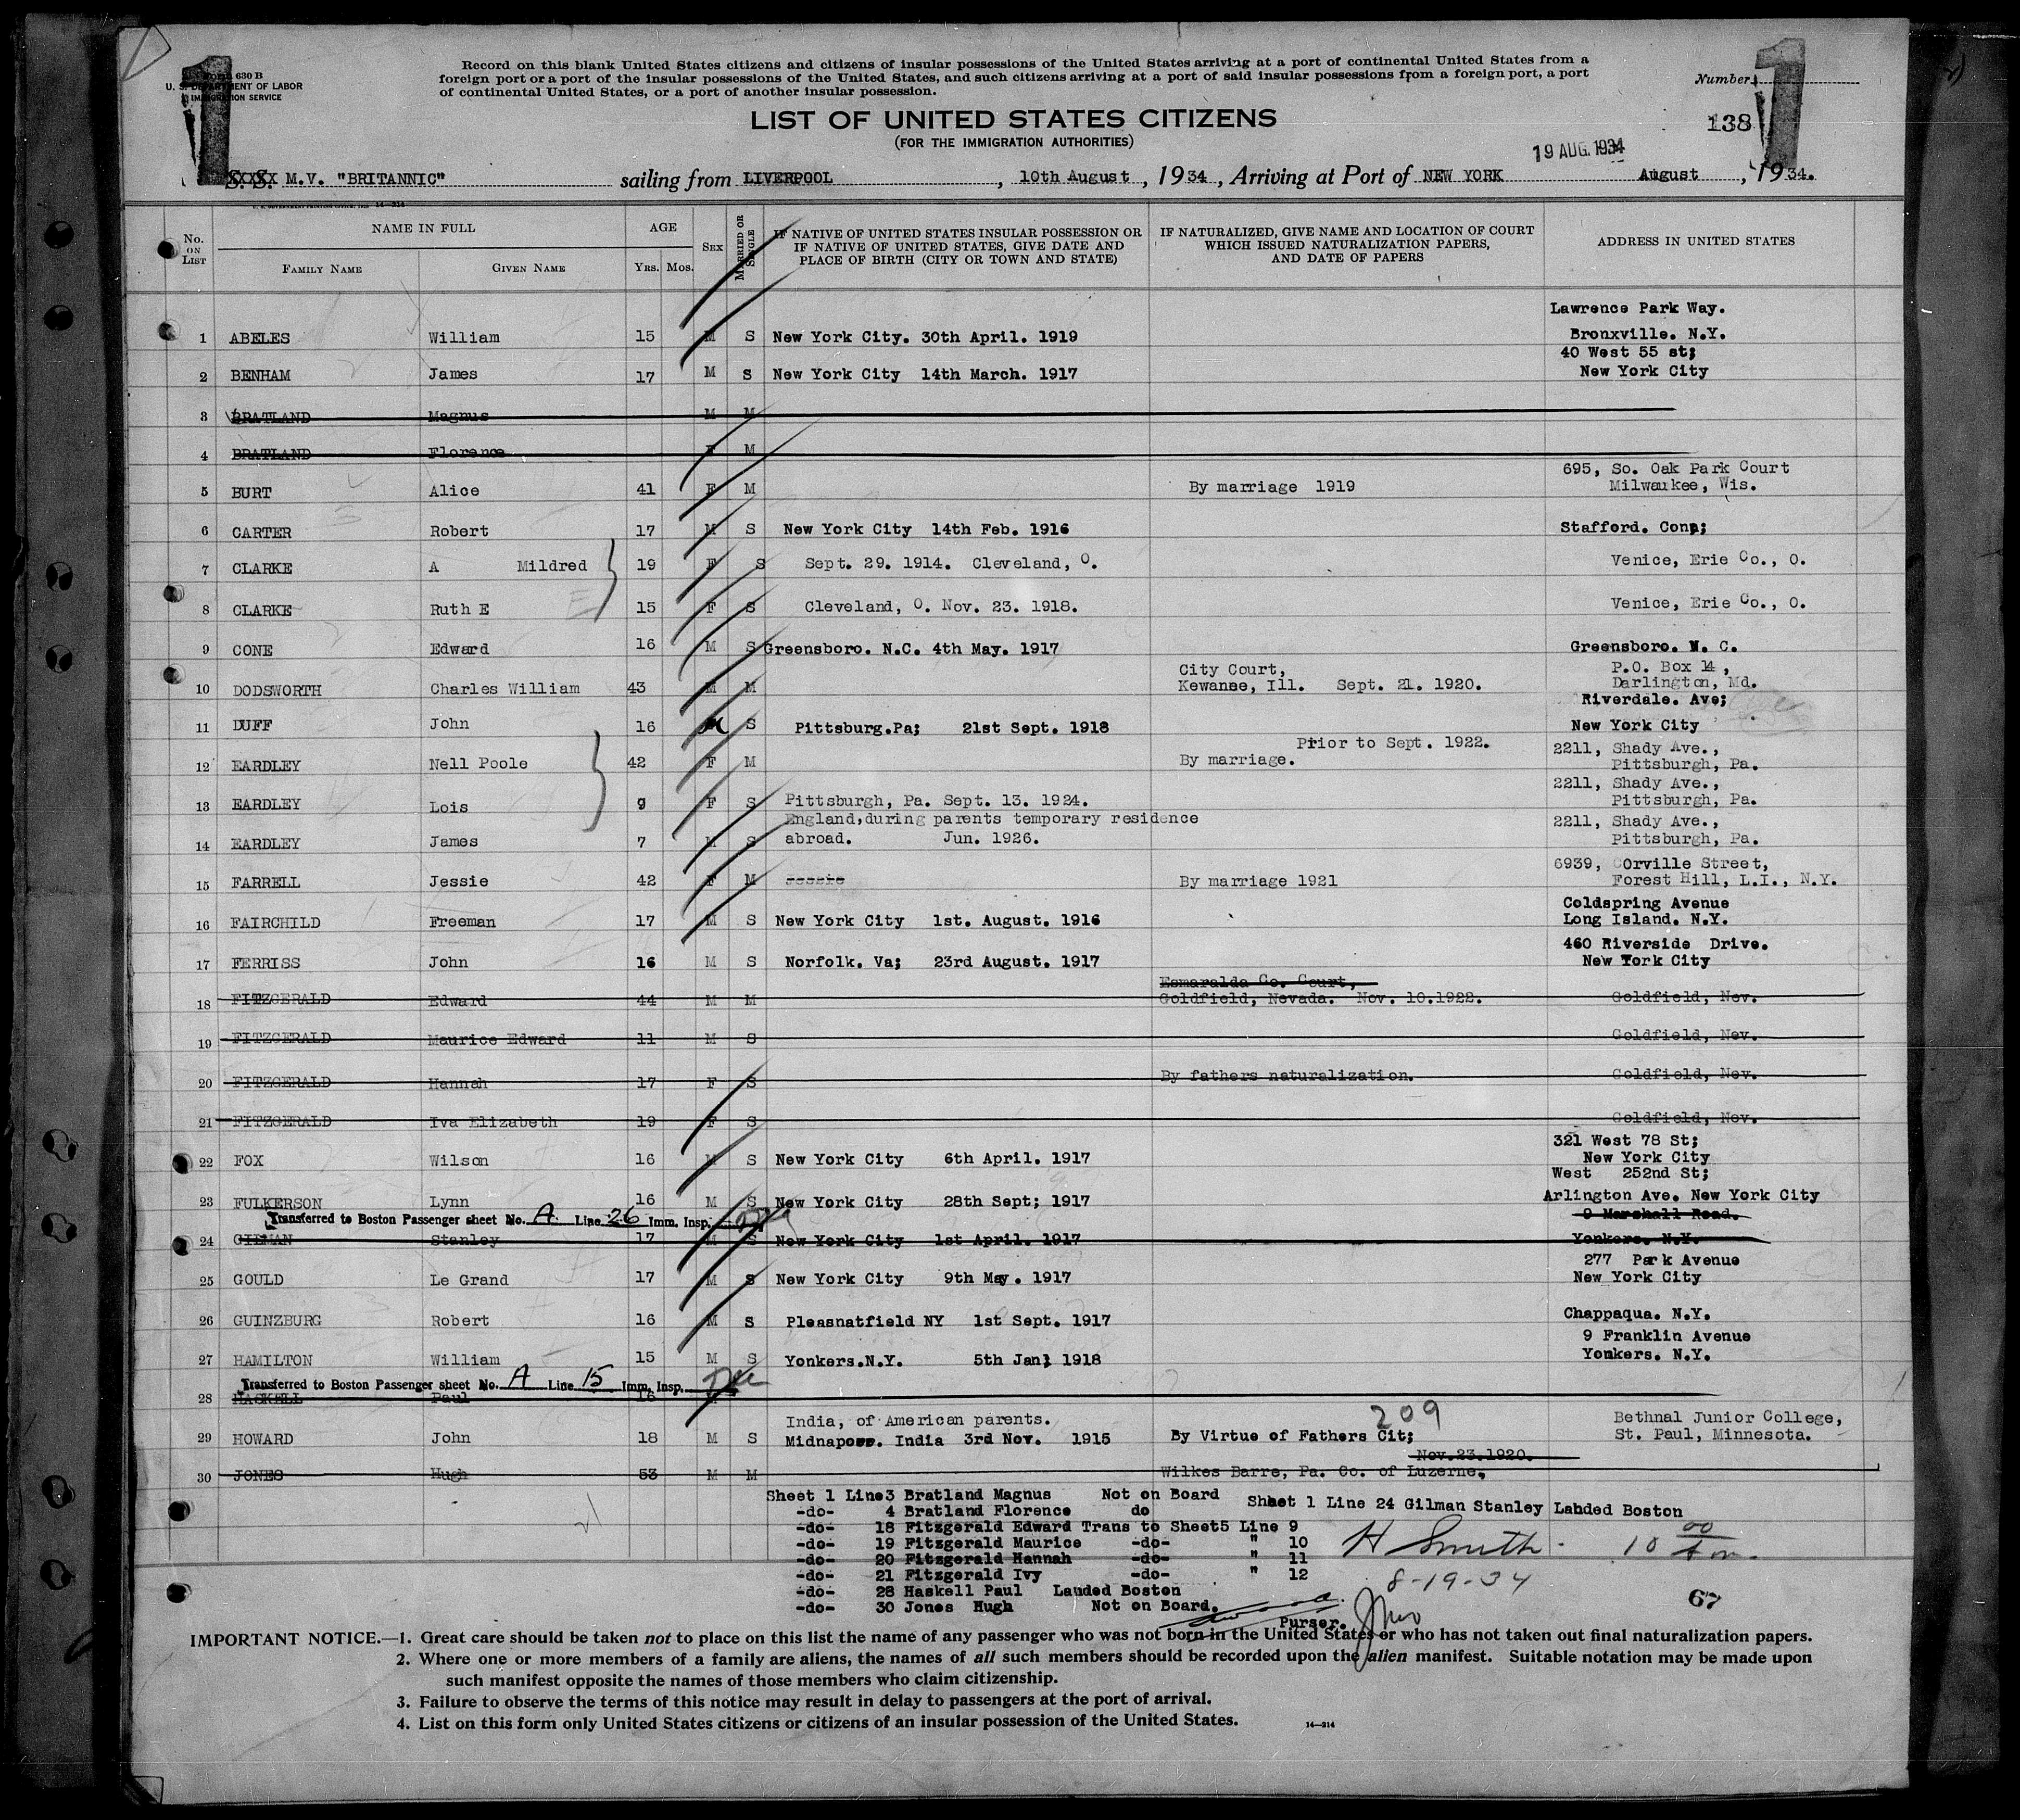 Form 630 B
U. S. DEPARTMENT OF LABOR
IMMIGRATION SERVICE
1
Record on this blank United States citizens and citizens of insular possessions of the United States arriving at a port of continental United States from a
foreign port or a port of the insular possessions of the United States, and such citizens arriving at a port of said insular possessions from a foreign port, a port
of continental United States, or a port of another insular possession.
Number
1
138
LIST OF UNITED STATES CITIZENS
(FOR THE IMMIGRATION AUTHORITIES)
19 AUG. 1934
S. S. M.V. "BRITANNIC" sailing from LIVERPOOL, 10th August, 1934, Arriving at Port of NEW YORK August, 1934.
No. ON LIST
NAME IN FULL
FAMILY NAME GIVEN NAME
AGE
YRS. MOS.
SEX
MARRIED OR SINGLE
IF NATIVE OF UNITED STATES INSULAR POSSESSION OR
IF NATIVE OF UNITED STATES, GIVE DATE AND
PLACE OF BIRTH (CITY OR TOWN AND STATE)
IF NATURALIZED, GIVE NAME AND LOCATION OF COURT
WHICH ISSUED NATURALIZATION PAPERS,
AND DATE OF PAPERS
ADDRESS IN UNITED STATES
Lawrence Park Way.
1 ABELES William 15 M S New York City. 30th April. 1919 Bronxville. N.Y.
40 West 55 st;
2 BENHAM James 17 M S New York City 14th March. 1917 New York City
3 BRATLAND Magnus M M
4 BRATLAND Florence F M
695, So. Oak Park Court
5 BURT Alice 41 F M By marriage 1919 Milwaukee, Wis.
6 CARTER Robert 17 M S New York City 14th Feb. 1916 Stafford. Conn;
7 CLARKE A Mildred 19 F S Sept. 29. 1914. Cleveland, O. Venice, Erie Co., O.
8 CLARKE Ruth E 15 F S Cleveland, O. Nov. 23. 1918. Venice, Erie Co., O.
9 CONE Edward 16 M S Greensboro. N.C. 4th May. 1917 Greensboro. N. C.
City Court, P.O. Box 14,
10 DODSWORTH Charles William 43 M M Kewanee, Ill. Sept. 21. 1920. Darlington, Md.
Riverdale. Ave;
11 DUFF John 16 M S Pittsburg.Pa; 21st Sept. 1918 New York City
Prior to Sept. 1922. 2211, Shady Ave.,
12 EARDLEY Nell Poole 42 F M By marriage. Pittsburgh, Pa.
2211, Shady Ave.,
13 EARDLEY Lois 9 F S Pittsburgh, Pa. Sept. 13. 1924. Pittsburgh, Pa.
England,during parents temporary residence 2211, Shady Ave.,
14 EARDLEY James 7 M S abroad. Jun. 1926. Pittsburgh, Pa.
6939, Orville Street,
15 FARRELL Jessie 42 F M Jessie By marriage 1921 Forest Hill, L.I., N.Y.
Coldspring Avenue
16 FAIRCHILD Freeman 17 M S New York City 1st. August. 1916 Long Island. N.Y.
460 Riverside Drive.
17 FERRISS John 16 M S Norfolk. Va; 23rd August. 1917 New York City
Esmaralda Co. Court,
18 FITZGERALD Edward 44 M M Goldfield, Nevada. Nov. 10.1922. Goldfield, Nev.
19 FITZGERALD Maurice Edward 11 M S Goldfield, Nev.
20 FITZGERALD Hannah 17 F S By fathers naturalization. Goldfield, Nev.
21 FITZGERALD Iva Elizabeth 19 F S Goldfield, Nev.
321 West 78 St;
22 FOX Wilson 16 M S New York City 6th April. 1917 New York City
West 252nd St;
23 FULKERSON Lynn 16 M S New York City 28th Sept; 1917 Arlington Ave. New York City
Transferred to Boston Passenger sheet No. A Line 26 Imm. Insp. 9 Marshall Road.
24 GILMAN Stanley 17 M S New York City 1st April. 1917 Yonkers. N.Y.
277 Park Avenue
25 GOULD Le Grand 17 M S New York City 9th May. 1917 New York City
26 GUINZBURG Robert 16 M S Pleasnatfield NY 1st Sept. 1917 Chappaqua. N.Y.
9 Franklin Avenue
27 HAMILTON William 15 M S Yonkers.N.Y. 5th Jan; 1918 Yonkers. N.Y.
Transferred to Boston Passenger sheet No. A Line 15 Imm. Insp.
28 HASKELL Paul 16
India, of American parents. 209 Bethnal Junior College,
29 HOWARD John 18 M S Midnapore. India 3rd Nov. 1915 By Virtue of Fathers Cit; St. Paul, Minnesota.
Nov.23.1920.
30 JONES Hugh 53 M M Wilkes Barre, Pa. Co. of Luzerne.
Sheet 1 Line3 Bratland Magnus Not on Board Sheet 1 Line 24 Gilman Stanley Landed Boston
-do- 4 Bratland Florence do
-do- 18 Fitzgerald Edward Trans to Sheet5 Line 9
-do- 19 Fitzgerald Maurice -do- " 10
-do- 20 Fitzgerald Hannah -do- " 11
-do- 21 Fitzgerald Ivy -do- " 12
-do- 28 Haskell Paul Landed Boston
-do- 30 Jones Hugh Not on Board.
H Smith.
8-19-34
Purser.
67
IMPORTANT NOTICE.—1. Great care should be taken not to place on this list the name of any passenger who was not born in the United States or who has not taken out final naturalization papers.
2. Where one or more members of a family are aliens, the names of all such members should be recorded upon the alien manifest. Suitable notation may be made upon
such manifest opposite the names of those members who claim citizenship.
3. Failure to observe the terms of this notice may result in delay to passengers at the port of arrival.
4. List on this form only United States citizens or citizens of an insular possession of the United States.
14—214